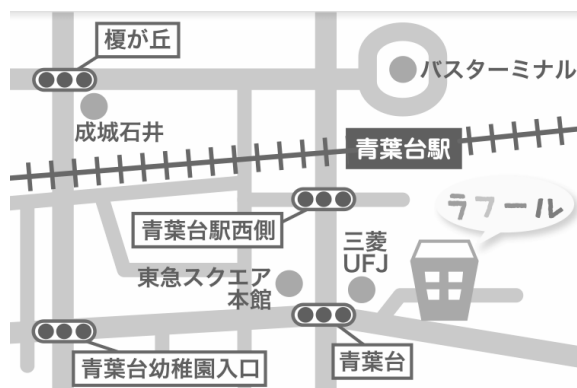 榎が丘
バスターミナル
成城石井
青葉台駅
ラフール
青葉台駅西側
三菱
UFJ
東急スクエア
本館
青葉台幼稚園入口
青葉台